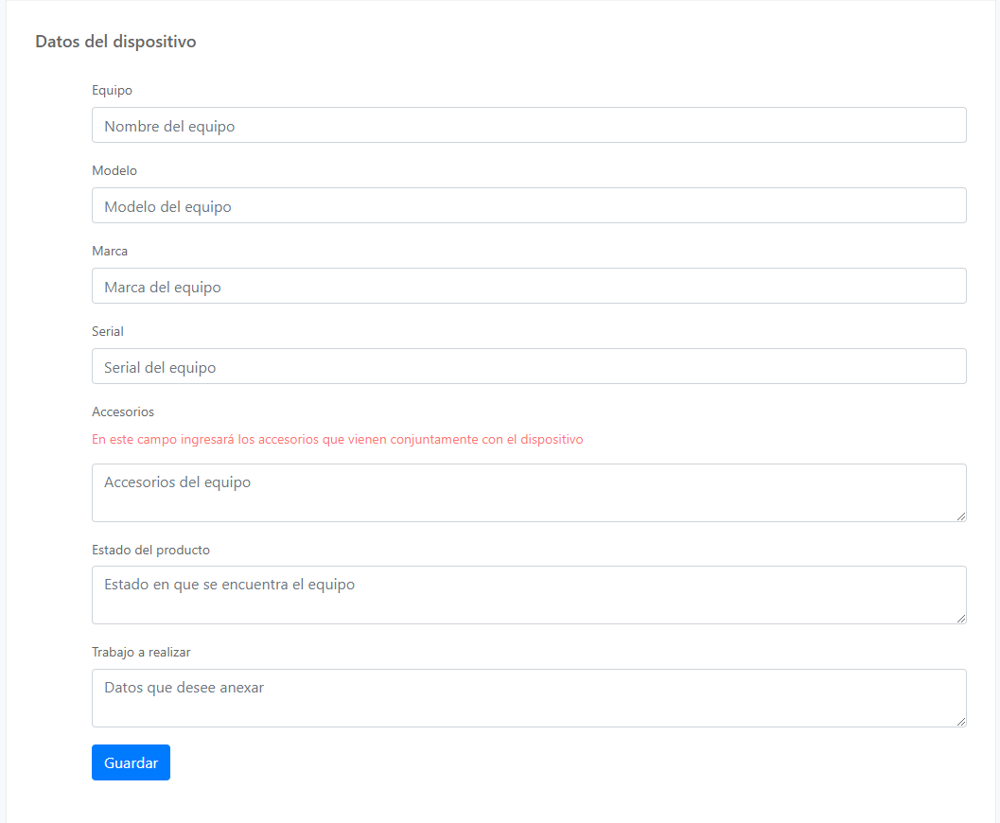 Datos del dispositivo
Equipo
Nombre del equipo
Modelo
Modelo del equipo
Marca
Marca del equipo
Serial
Serial del equipo
Accesorios
En este campo ingresará los accesorios que vienen conjuntamente con el dispositivo
Accesorios del equipo
Estado del producto
Estado en que se encuentra el equipo
Trabajo a realizar
Datos que desee anexar
Guardar